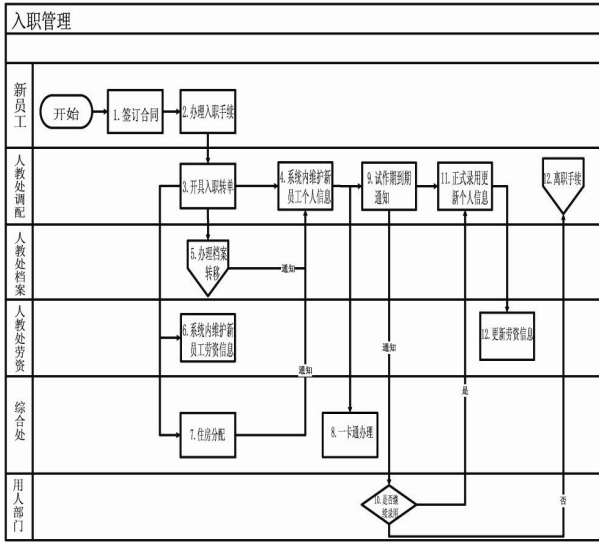 入职管理
新员工
开始
1.签订合同
2.办理入职手续
人教处调配
3.开具入职转单
4.系统内维护新
员工个人信息
9.试作期到期
通知
11.正式录用更
新个人信息
12.离职手续
人教处档案
5.办理档案
转移
通知
人教处劳资
6.系统内维护新
员工劳资信息
12.更新劳资信息
通知
通知
综合处
7.住房分配
8.一卡通办理
是
用人部门
10.是否继
续录用
否